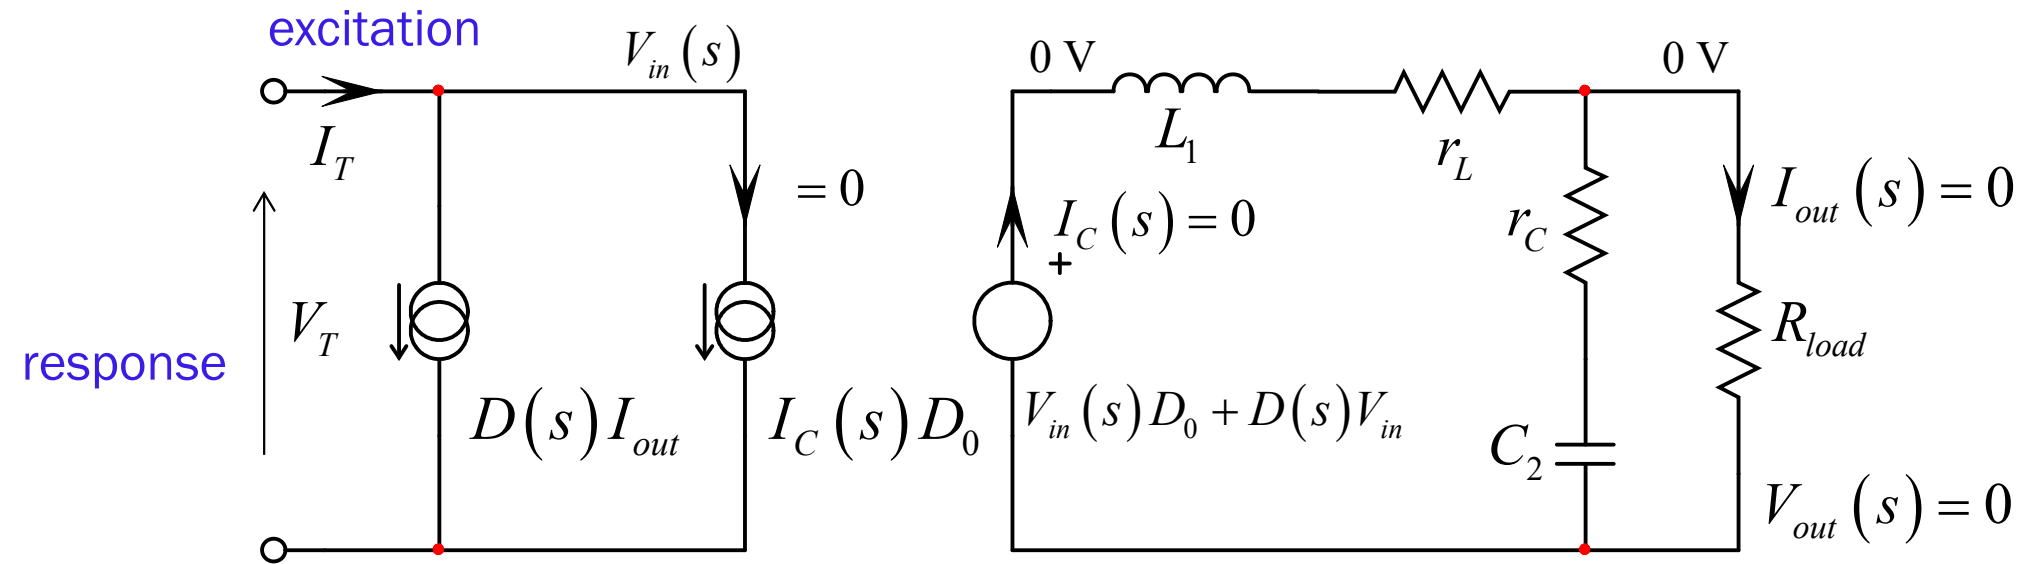 excitation
V_in(s)
0 V
0 V
I_T
L_1
r_L
= 0
I_C(s) = 0
r_C
I_out(s) = 0
+
V_T
R_load
response
D(s)I_out
I_C(s)D_0
V_in(s)D_0 + D(s)V_in
C_2
V_out(s) = 0